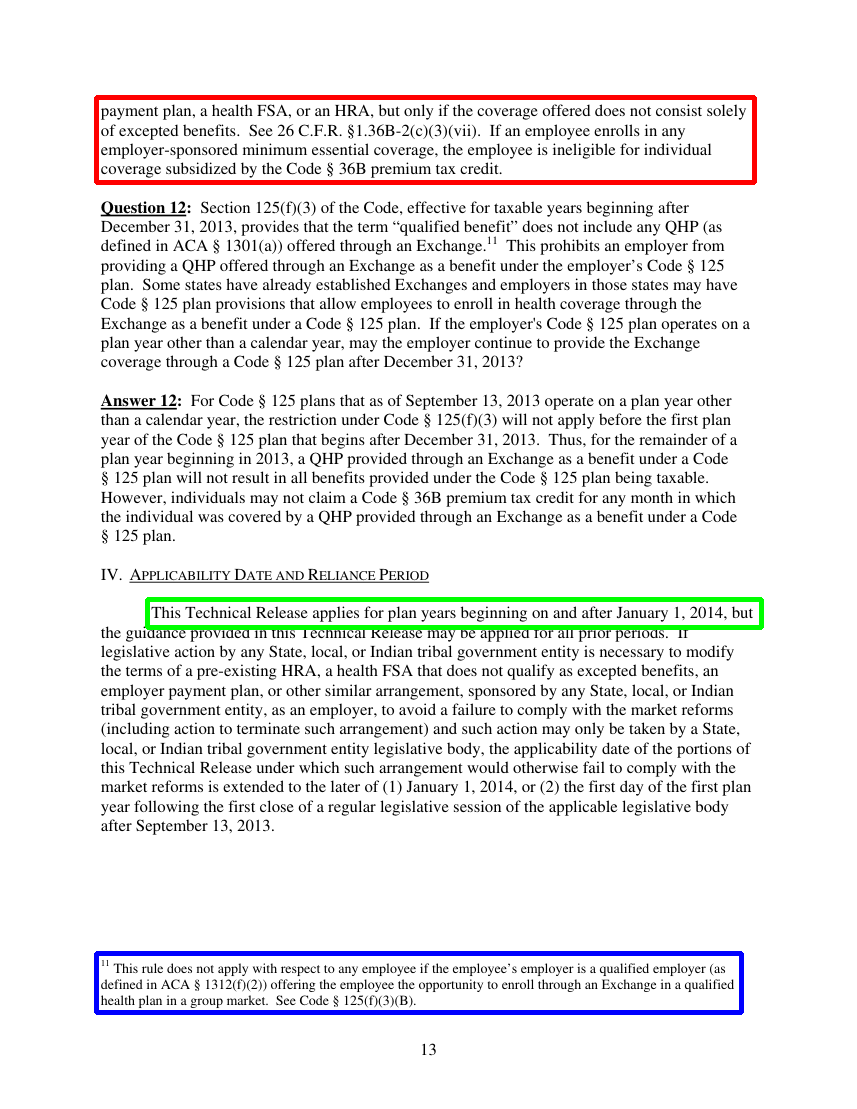 payment plan, a health FSA, or an HRA, but only if the coverage offered does not consist solely
of excepted benefits.  See 26 C.F.R. §1.36B-2(c)(3)(vii).  If an employee enrolls in any
employer-sponsored minimum essential coverage, the employee is ineligible for individual
coverage subsidized by the Code § 36B premium tax credit.
Question 12:  Section 125(f)(3) of the Code, effective for taxable years beginning after
December 31, 2013, provides that the term “qualified benefit” does not include any QHP (as
defined in ACA § 1301(a)) offered through an Exchange.11  This prohibits an employer from
providing a QHP offered through an Exchange as a benefit under the employer’s Code § 125
plan.  Some states have already established Exchanges and employers in those states may have
Code § 125 plan provisions that allow employees to enroll in health coverage through the
Exchange as a benefit under a Code § 125 plan.  If the employer's Code § 125 plan operates on a
plan year other than a calendar year, may the employer continue to provide the Exchange
coverage through a Code § 125 plan after December 31, 2013?
Answer 12:  For Code § 125 plans that as of September 13, 2013 operate on a plan year other
than a calendar year, the restriction under Code § 125(f)(3) will not apply before the first plan
year of the Code § 125 plan that begins after December 31, 2013.  Thus, for the remainder of a
plan year beginning in 2013, a QHP provided through an Exchange as a benefit under a Code
§ 125 plan will not result in all benefits provided under the Code § 125 plan being taxable.
However, individuals may not claim a Code § 36B premium tax credit for any month in which
the individual was covered by a QHP provided through an Exchange as a benefit under a Code
§ 125 plan.
IV.  APPLICABILITY DATE AND RELIANCE PERIOD
This Technical Release applies for plan years beginning on and after January 1, 2014, but
the guidance provided in this Technical Release may be applied for all prior periods.  If
legislative action by any State, local, or Indian tribal government entity is necessary to modify
the terms of a pre-existing HRA, a health FSA that does not qualify as excepted benefits, an
employer payment plan, or other similar arrangement, sponsored by any State, local, or Indian
tribal government entity, as an employer, to avoid a failure to comply with the market reforms
(including action to terminate such arrangement) and such action may only be taken by a State,
local, or Indian tribal government entity legislative body, the applicability date of the portions of
this Technical Release under which such arrangement would otherwise fail to comply with the
market reforms is extended to the later of (1) January 1, 2014, or (2) the first day of the first plan
year following the first close of a regular legislative session of the applicable legislative body
after September 13, 2013.
11 This rule does not apply with respect to any employee if the employee’s employer is a qualified employer (as
defined in ACA § 1312(f)(2)) offering the employee the opportunity to enroll through an Exchange in a qualified
health plan in a group market.  See Code § 125(f)(3)(B).
13